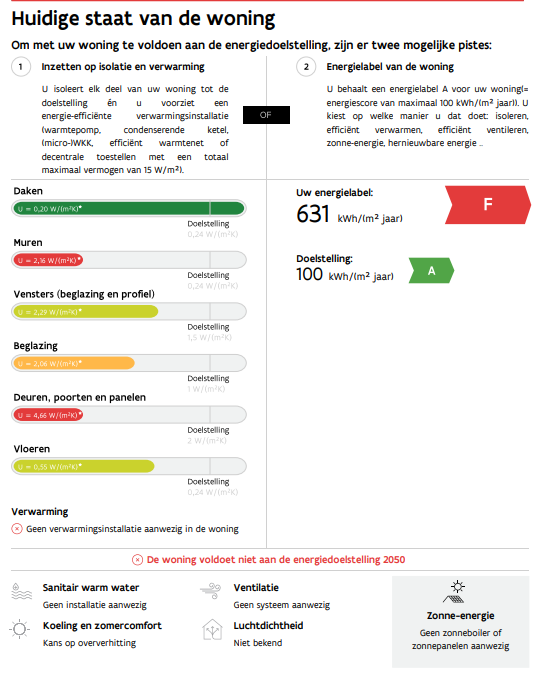 Huidige staat van de woning
Om met uw woning te voldoen aan de energiedoelstelling, zijn er twee mogelijke pistes:
1
Inzetten op isolatie en verwarming
U isoleert elk deel van uw woning tot de
doelstelling én u voorziet een
energie-efficiënte verwarmingsinstallatie
(warmtepomp, condenserende ketel,
(micro-)WKK, efficiënt warmtenet of
decentrale toestellen met een totaal
maximaal vermogen van 15 W/m²).
OF
2
Energielabel van de woning
U behaalt een energielabel A voor uw woning(=
energiescore van maximaal 100 kWh/(m² jaar)). U
kiest op welke manier u dat doet: isoleren,
efficiënt verwarmen, efficiënt ventileren,
zonne-energie, hernieuwbare energie ..
Daken
U = 0,20 W/(m²K)*
Doelstelling
0,24 W/(m²K)
Muren
U = 2,16 W/(m²K)*
Doelstelling
0,24 W/(m²K)
Vensters (beglazing en profiel)
U = 2,29 W/(m²K)*
Doelstelling
1,5 W/(m²K)
Beglazing
U = 2,08 W/(m²K)*
Doelstelling
1 W/(m²K)
Deuren, poorten en panelen
U = 4,66 W/(m²K)*
Doelstelling
2 W/(m²K)
Vloeren
U = 0,55 W/(m²K)*
Doelstelling
0,24 W/(m²K)
Verwarming
Geen verwarmingsinstallatie aanwezig in de woning
Uw energielabel:
631 kWh/(m² jaar)
F
Doelstelling:
100 kWh/(m² jaar)
A
De woning voldoet niet aan de energiedoelstelling 2050
Sanitair warm water
Geen installatie aanwezig
Ventilatie
Geen systeem aanwezig
Koeling en zomercomfort
Kans op oververhitting
Luchtdichtheid
Niet bekend
Zonne-energie
Geen zonneboiler of
zonnepanelen aanwezig